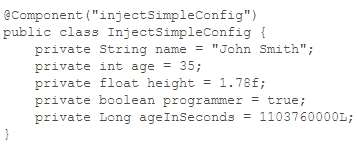 @Component("injectSimpleConfig")
public class InjectSimpleConfig {
    private String name = "John Smith";
    private int age = 35;
    private float height = 1.78f;
    private boolean programmer = true;
    private Long ageInSeconds = 1103760000L;
}